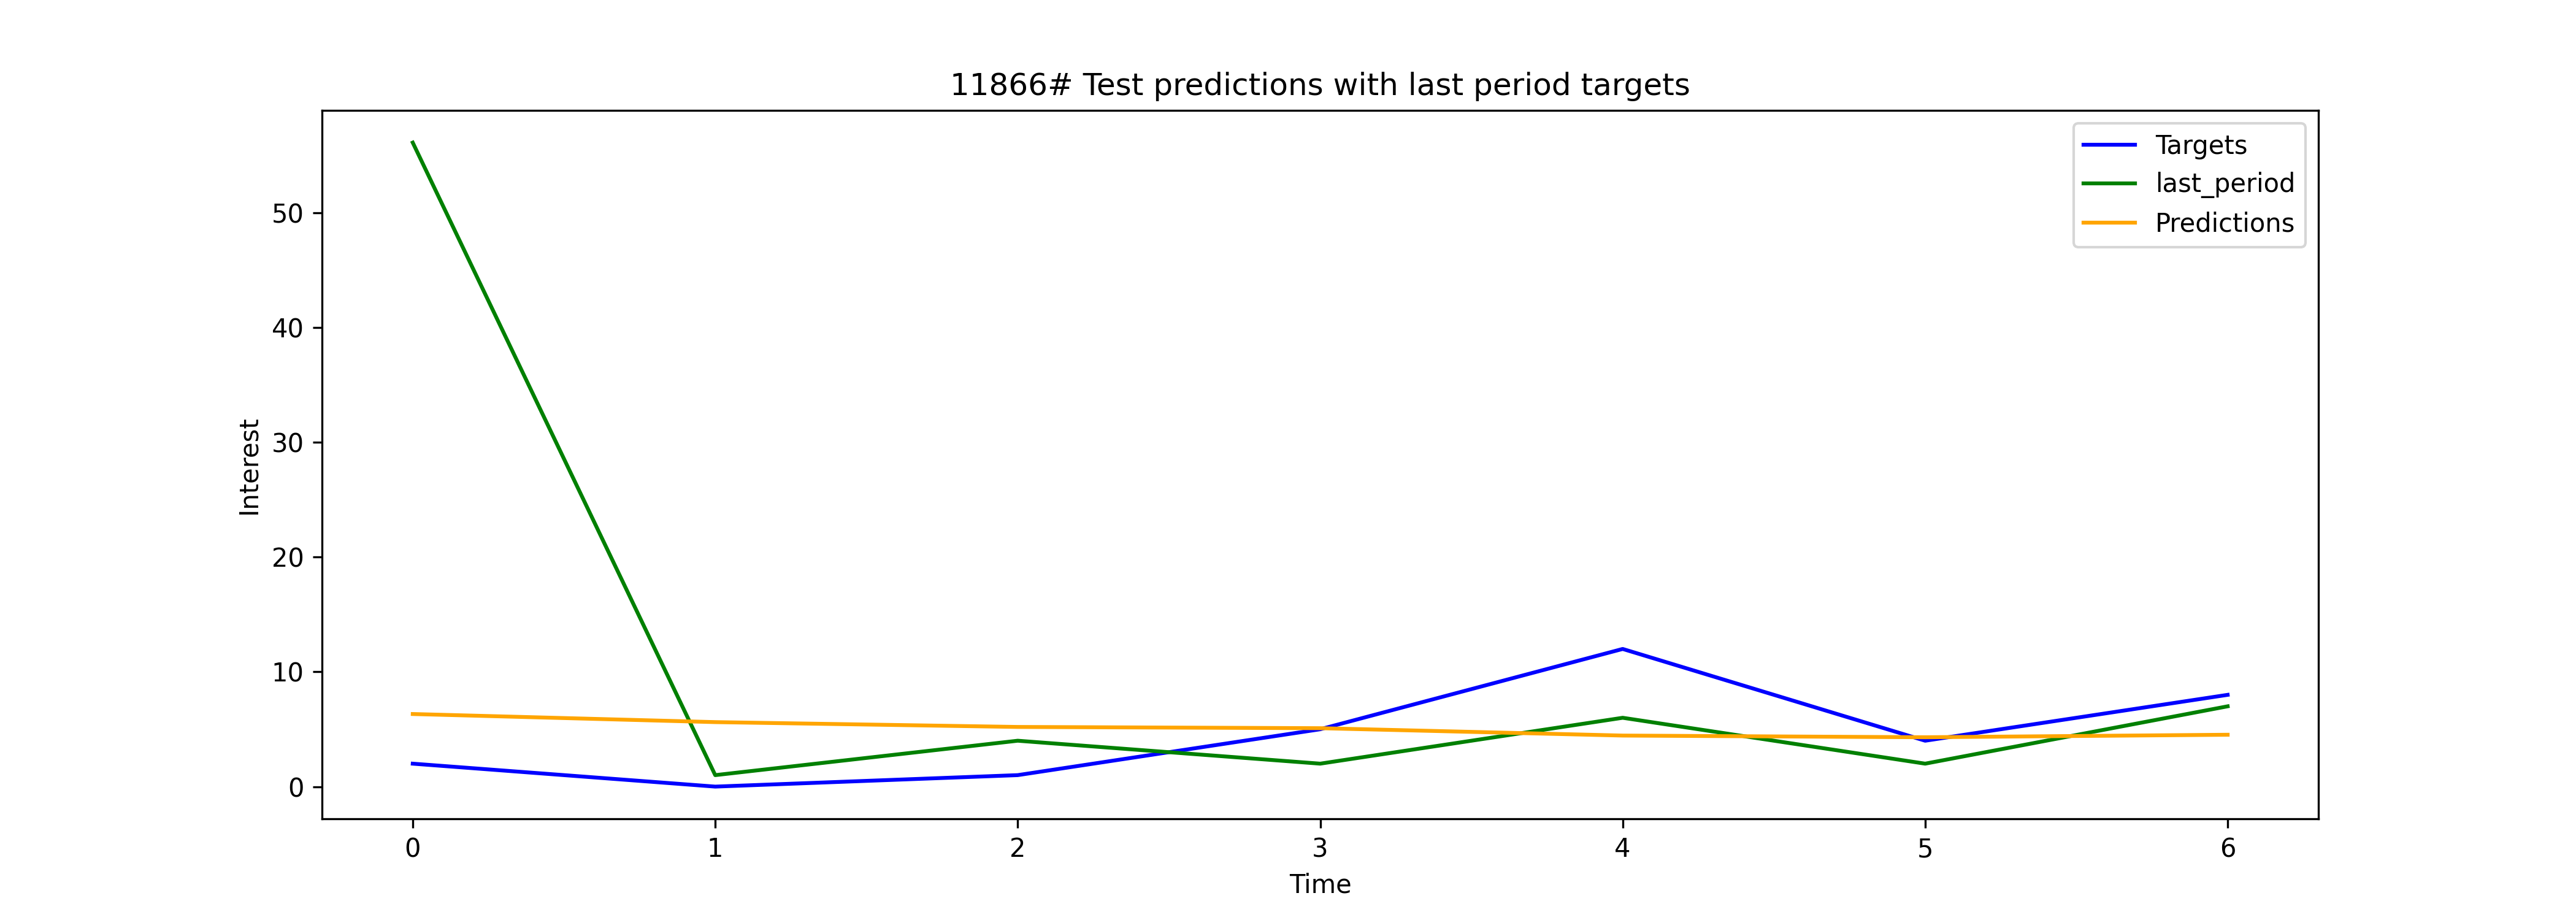 11866# Test predictions with last period targets
Targets
last_period
Predictions
50
40
30
20
10
0
Interest
0 1 2 3 4 5 6
Time